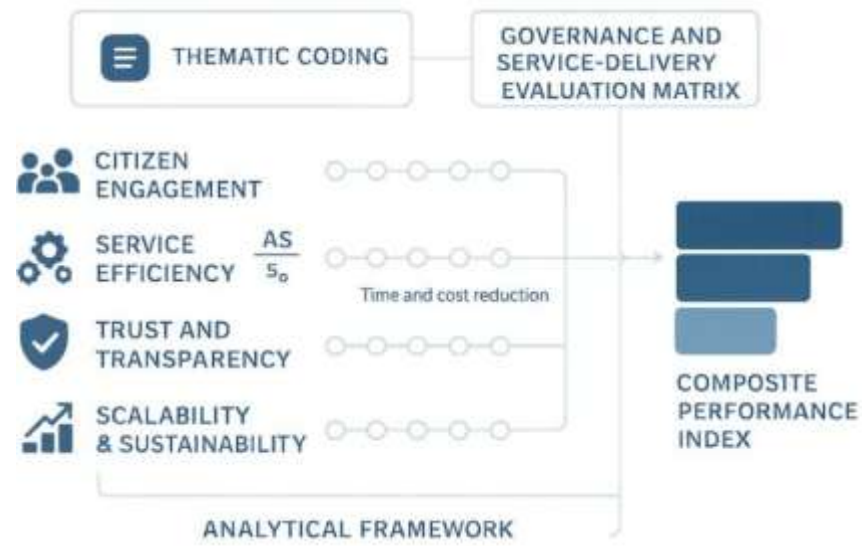 THEMATIC CODING
GOVERNANCE AND
SERVICE-DELIVERY
EVALUATION MATRIX
CITIZEN
ENGAGEMENT
SERVICE
EFFICIENCY
AS
S₀
Time and cost reduction
TRUST AND
TRANSPARENCY
SCALABILITY
& SUSTAINABILITY
COMPOSITE
PERFORMANCE
INDEX
ANALYTICAL FRAMEWORK